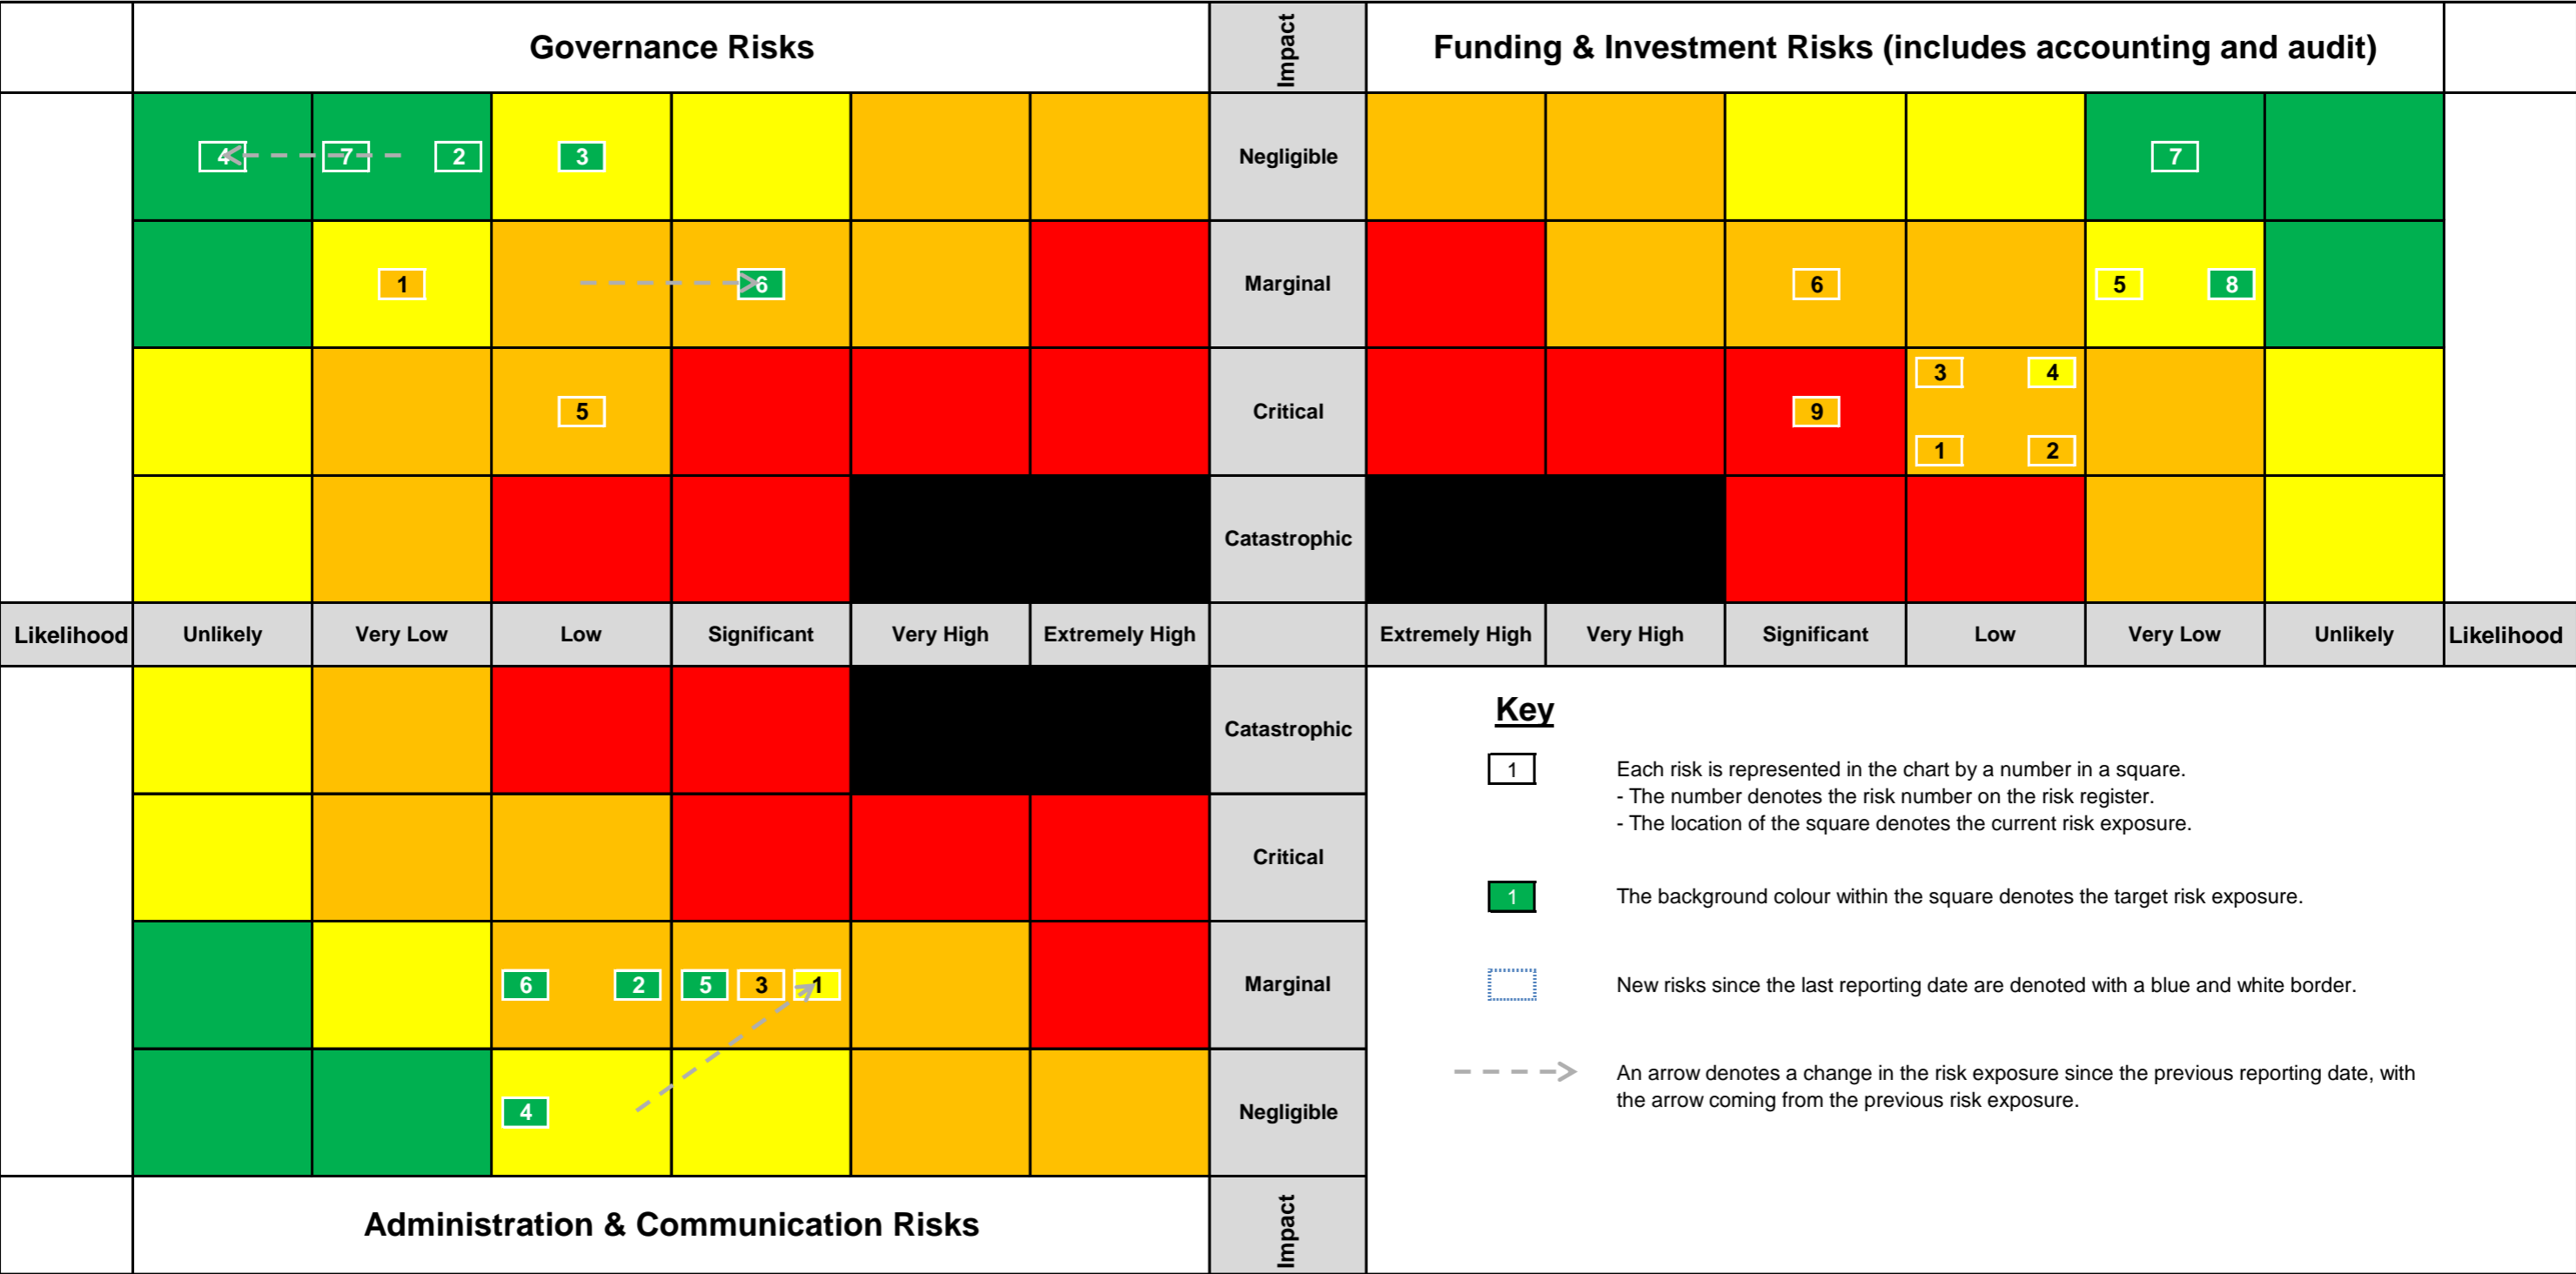 Governance Risks
Impact
Funding & Investment Risks (includes accounting and audit)
4 7 2 3
Negligible
7
1 6
Marginal
6 5 8
5
Critical
3 4
9
1 2
Catastrophic
Likelihood Unlikely Very Low Low Significant Very High Extremely High Extremely High Very High Significant Low Very Low Unlikely Likelihood
Catastrophic
Critical
6 2 5 3 1
Marginal
4
Negligible
Administration & Communication Risks
Impact
Key
1
Each risk is represented in the chart by a number in a square.
- The number denotes the risk number on the risk register.
- The location of the square denotes the current risk exposure.
1
The background colour within the square denotes the target risk exposure.
New risks since the last reporting date are denoted with a blue and white border.
An arrow denotes a change in the risk exposure since the previous reporting date, with
the arrow coming from the previous risk exposure.